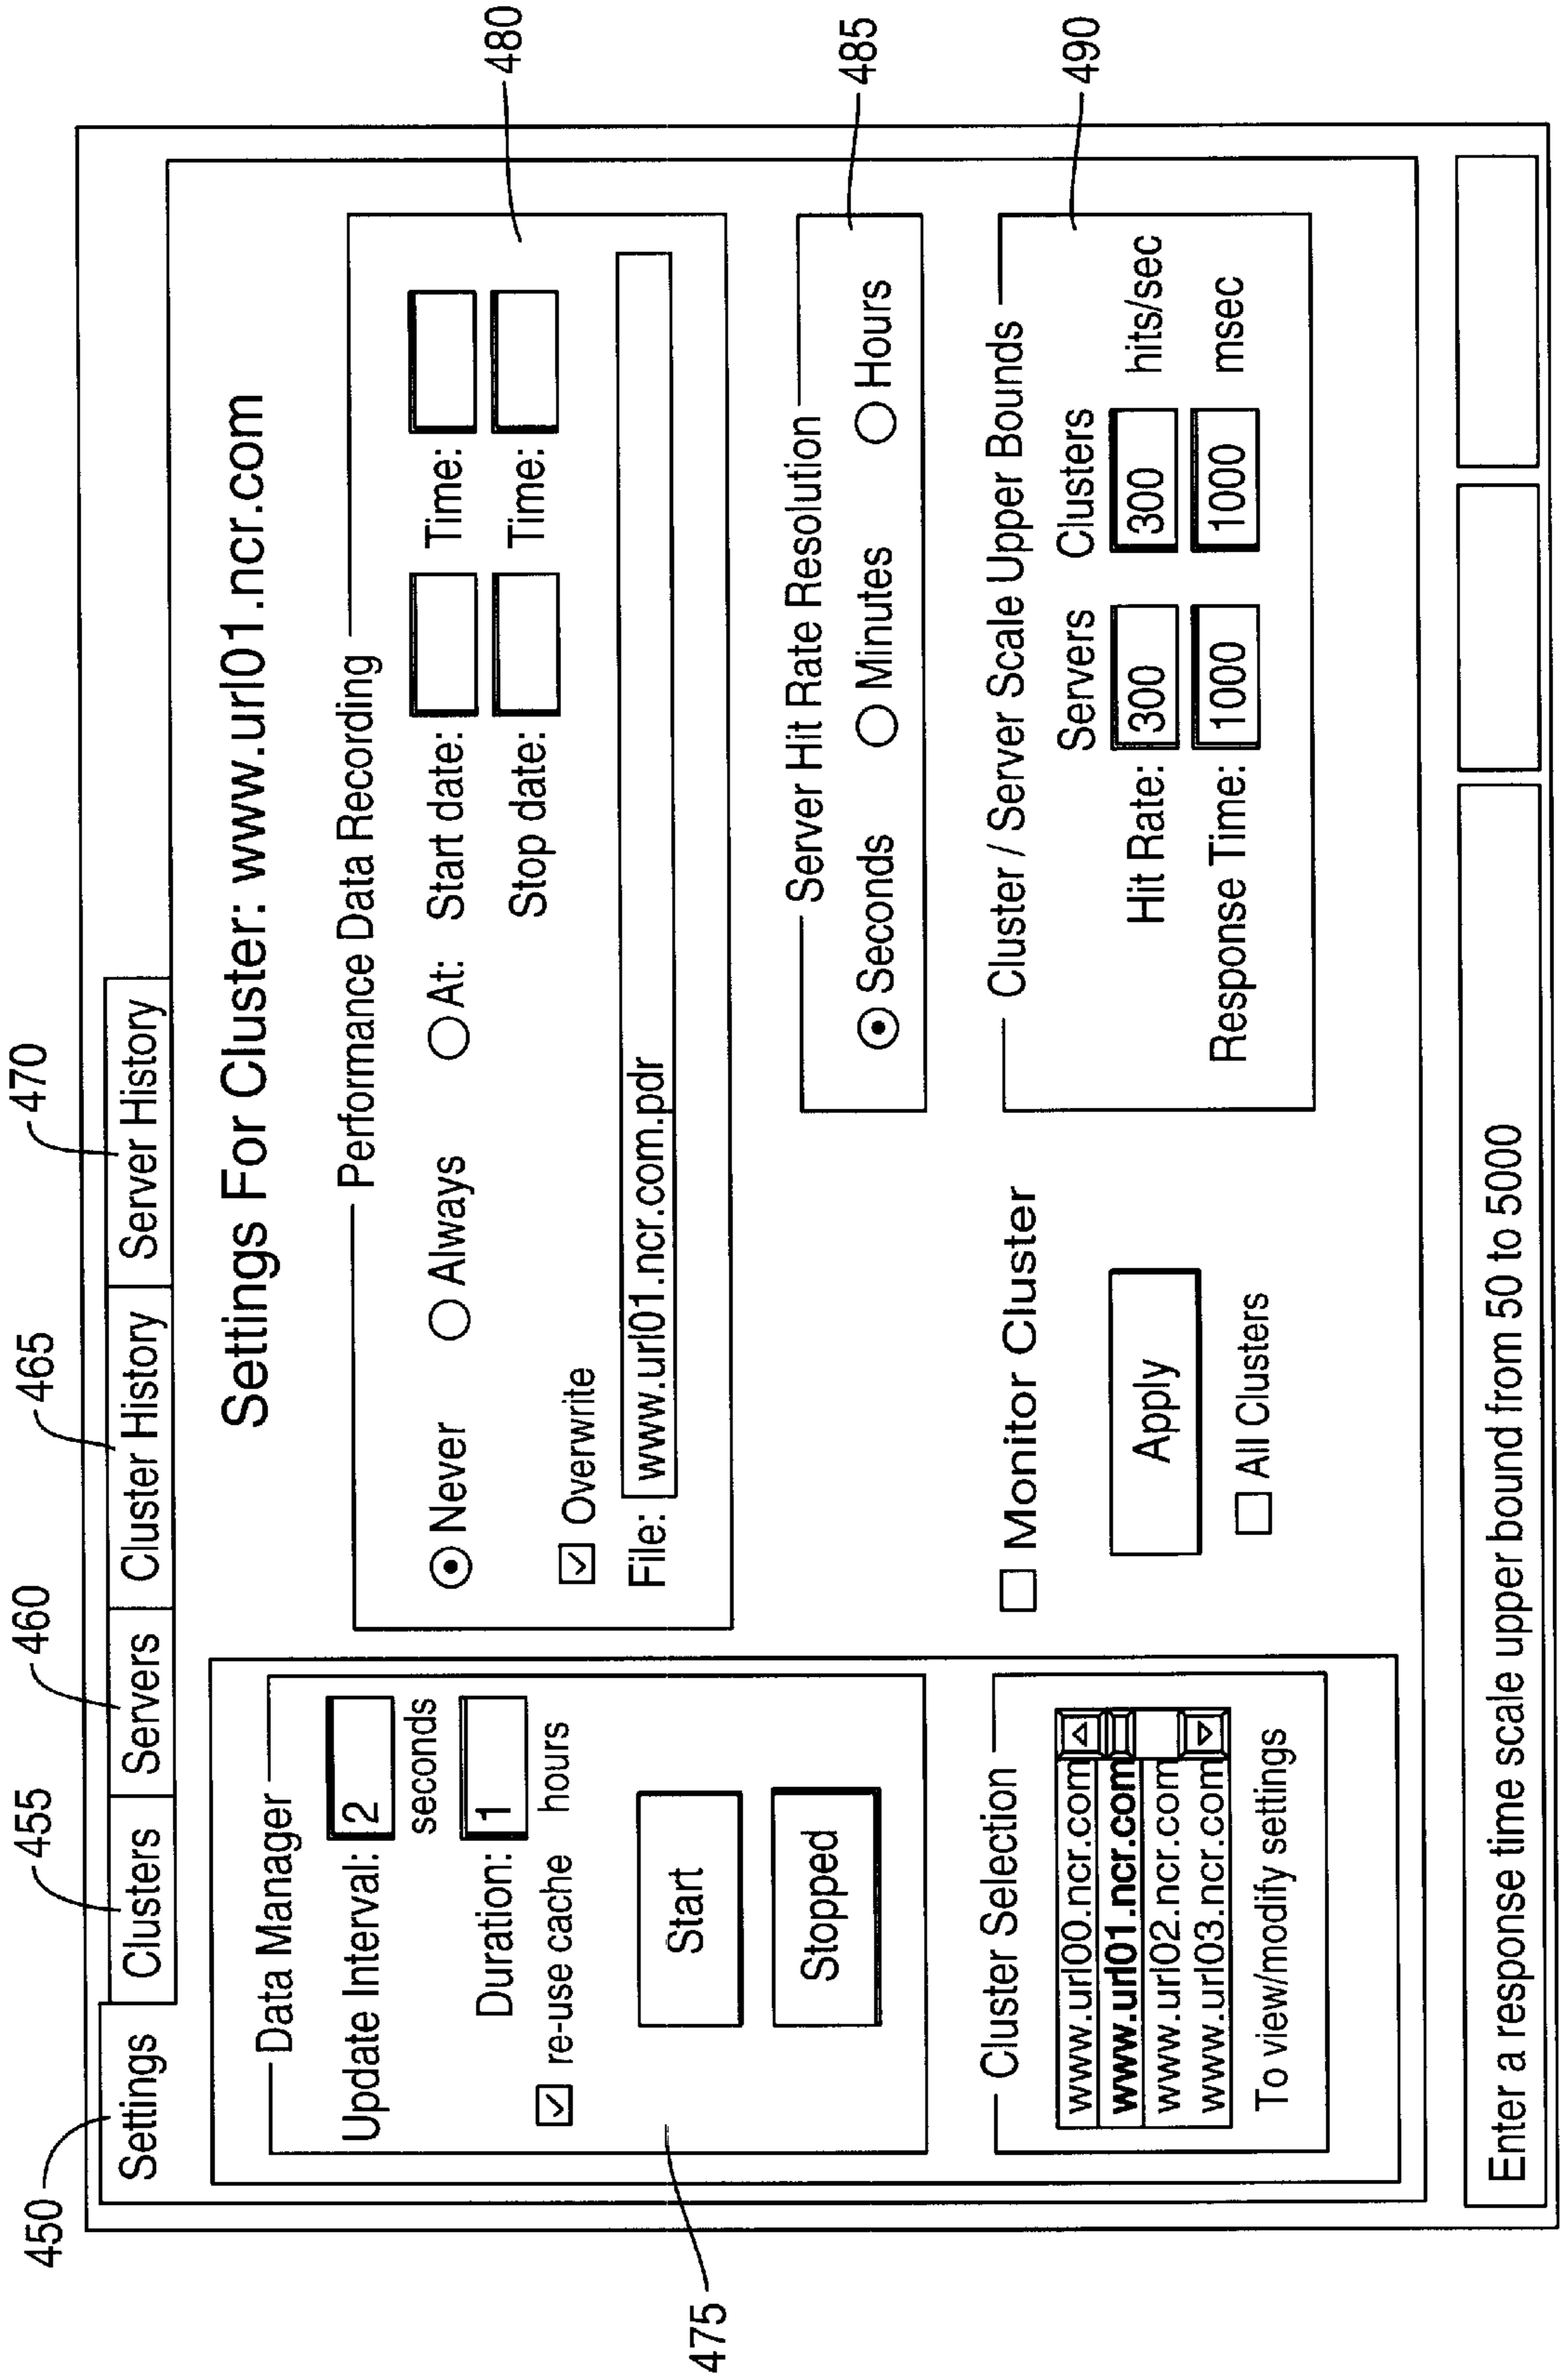 450
455
460
465
470
Settings
Clusters
Servers
Cluster History
Server History
Settings For Cluster: www.url01.ncr.com
Data Manager
Update Interval: 2
seconds
Duration: 1
re-use cache hours
Start
Stopped
475
Cluster Selection
www.url00.ncr.com
www.url01.ncr.com
www.url02.ncr.com
www.url03.ncr.com
To view/modify settings
Performance Data Recording
480
Never Always At: Start date: Time:
Stop date: Time:
Overwrite
File: www.url01.ncr.com.pdr
Server Hit Rate Resolution
485
Seconds Minutes Hours
Monitor Cluster
Apply
All Clusters
Cluster / Server Scale Upper Bounds
490
Servers Clusters
Hit Rate: 300 300 hits/sec
Response Time: 1000 1000 msec
Enter a response time scale upper bound from 50 to 5000